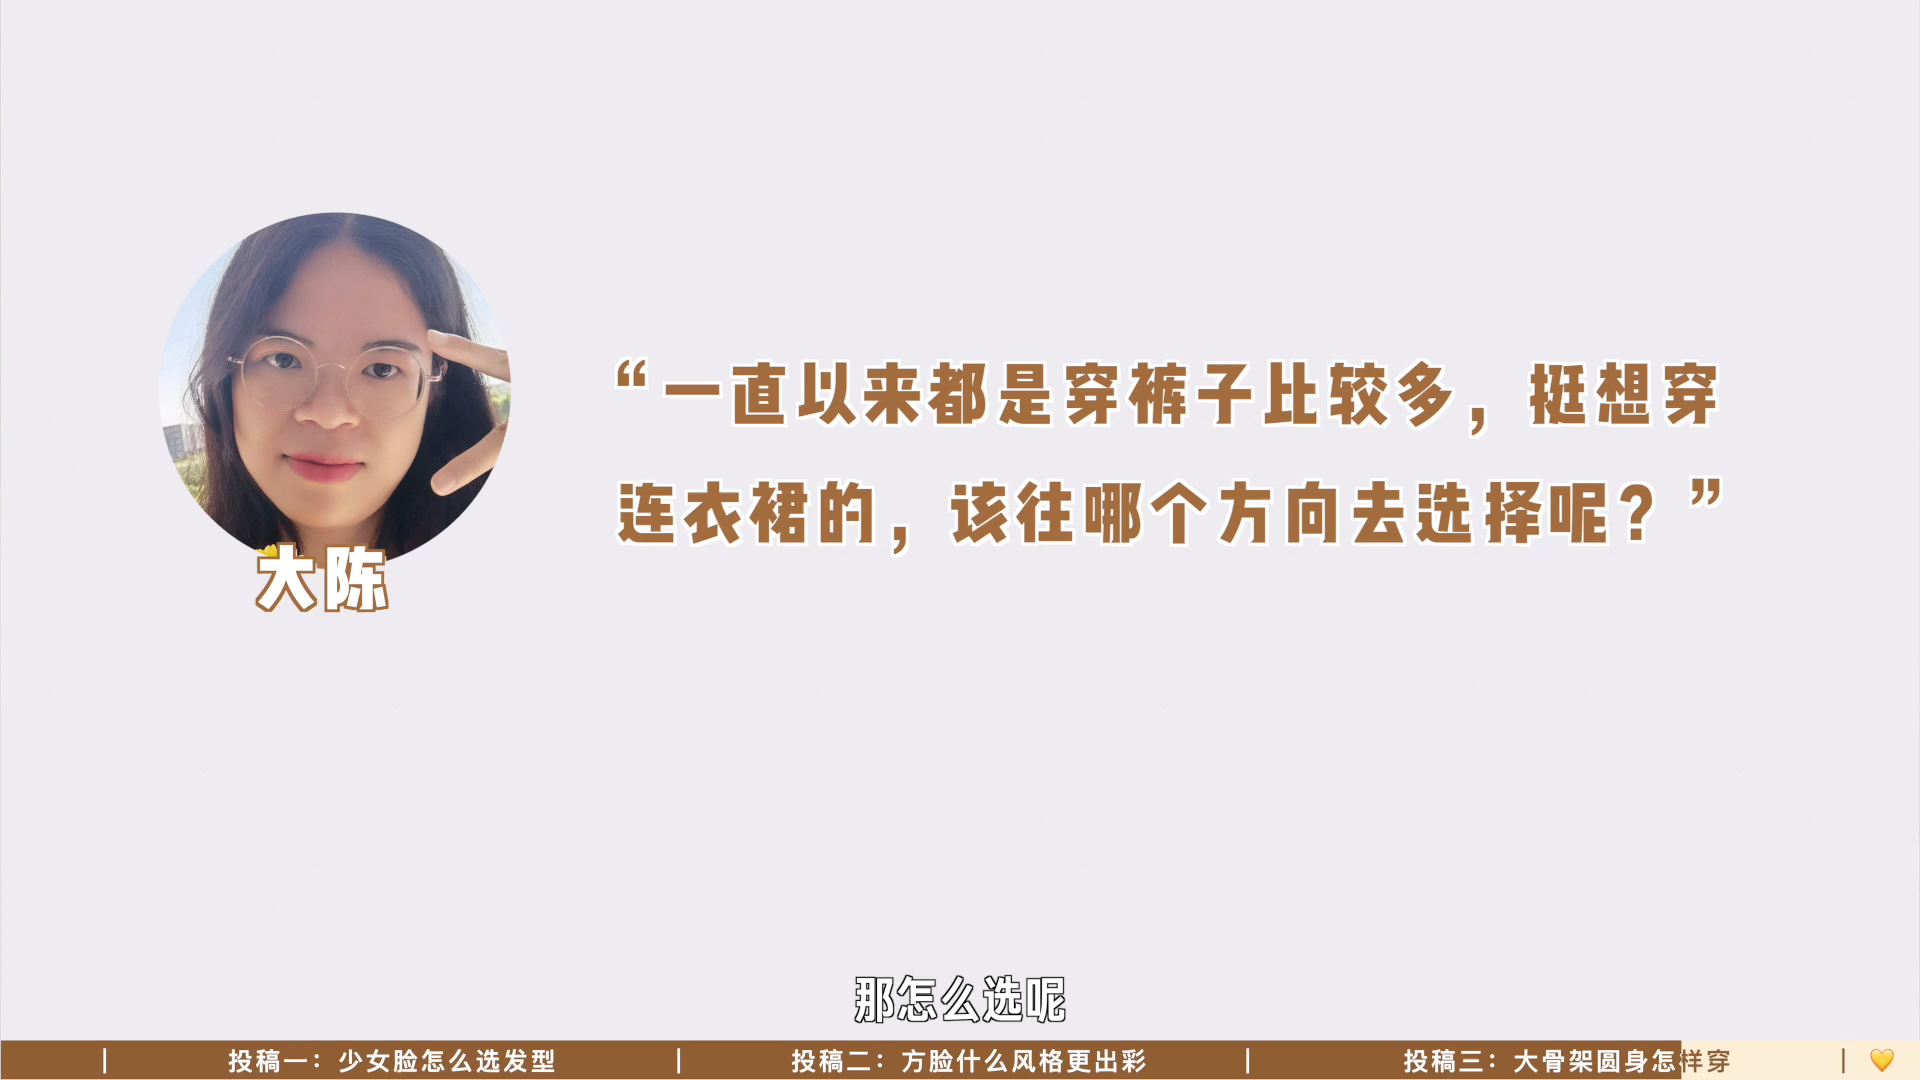 “一直以来都是穿裤子比较多，挺想穿
连衣裙的，该往哪个方向去选择呢？”
大陈
那怎么选呢
投稿一：少女脸怎么选发型
投稿二：方脸什么风格更出彩
投稿三：大骨架圆身怎样穿